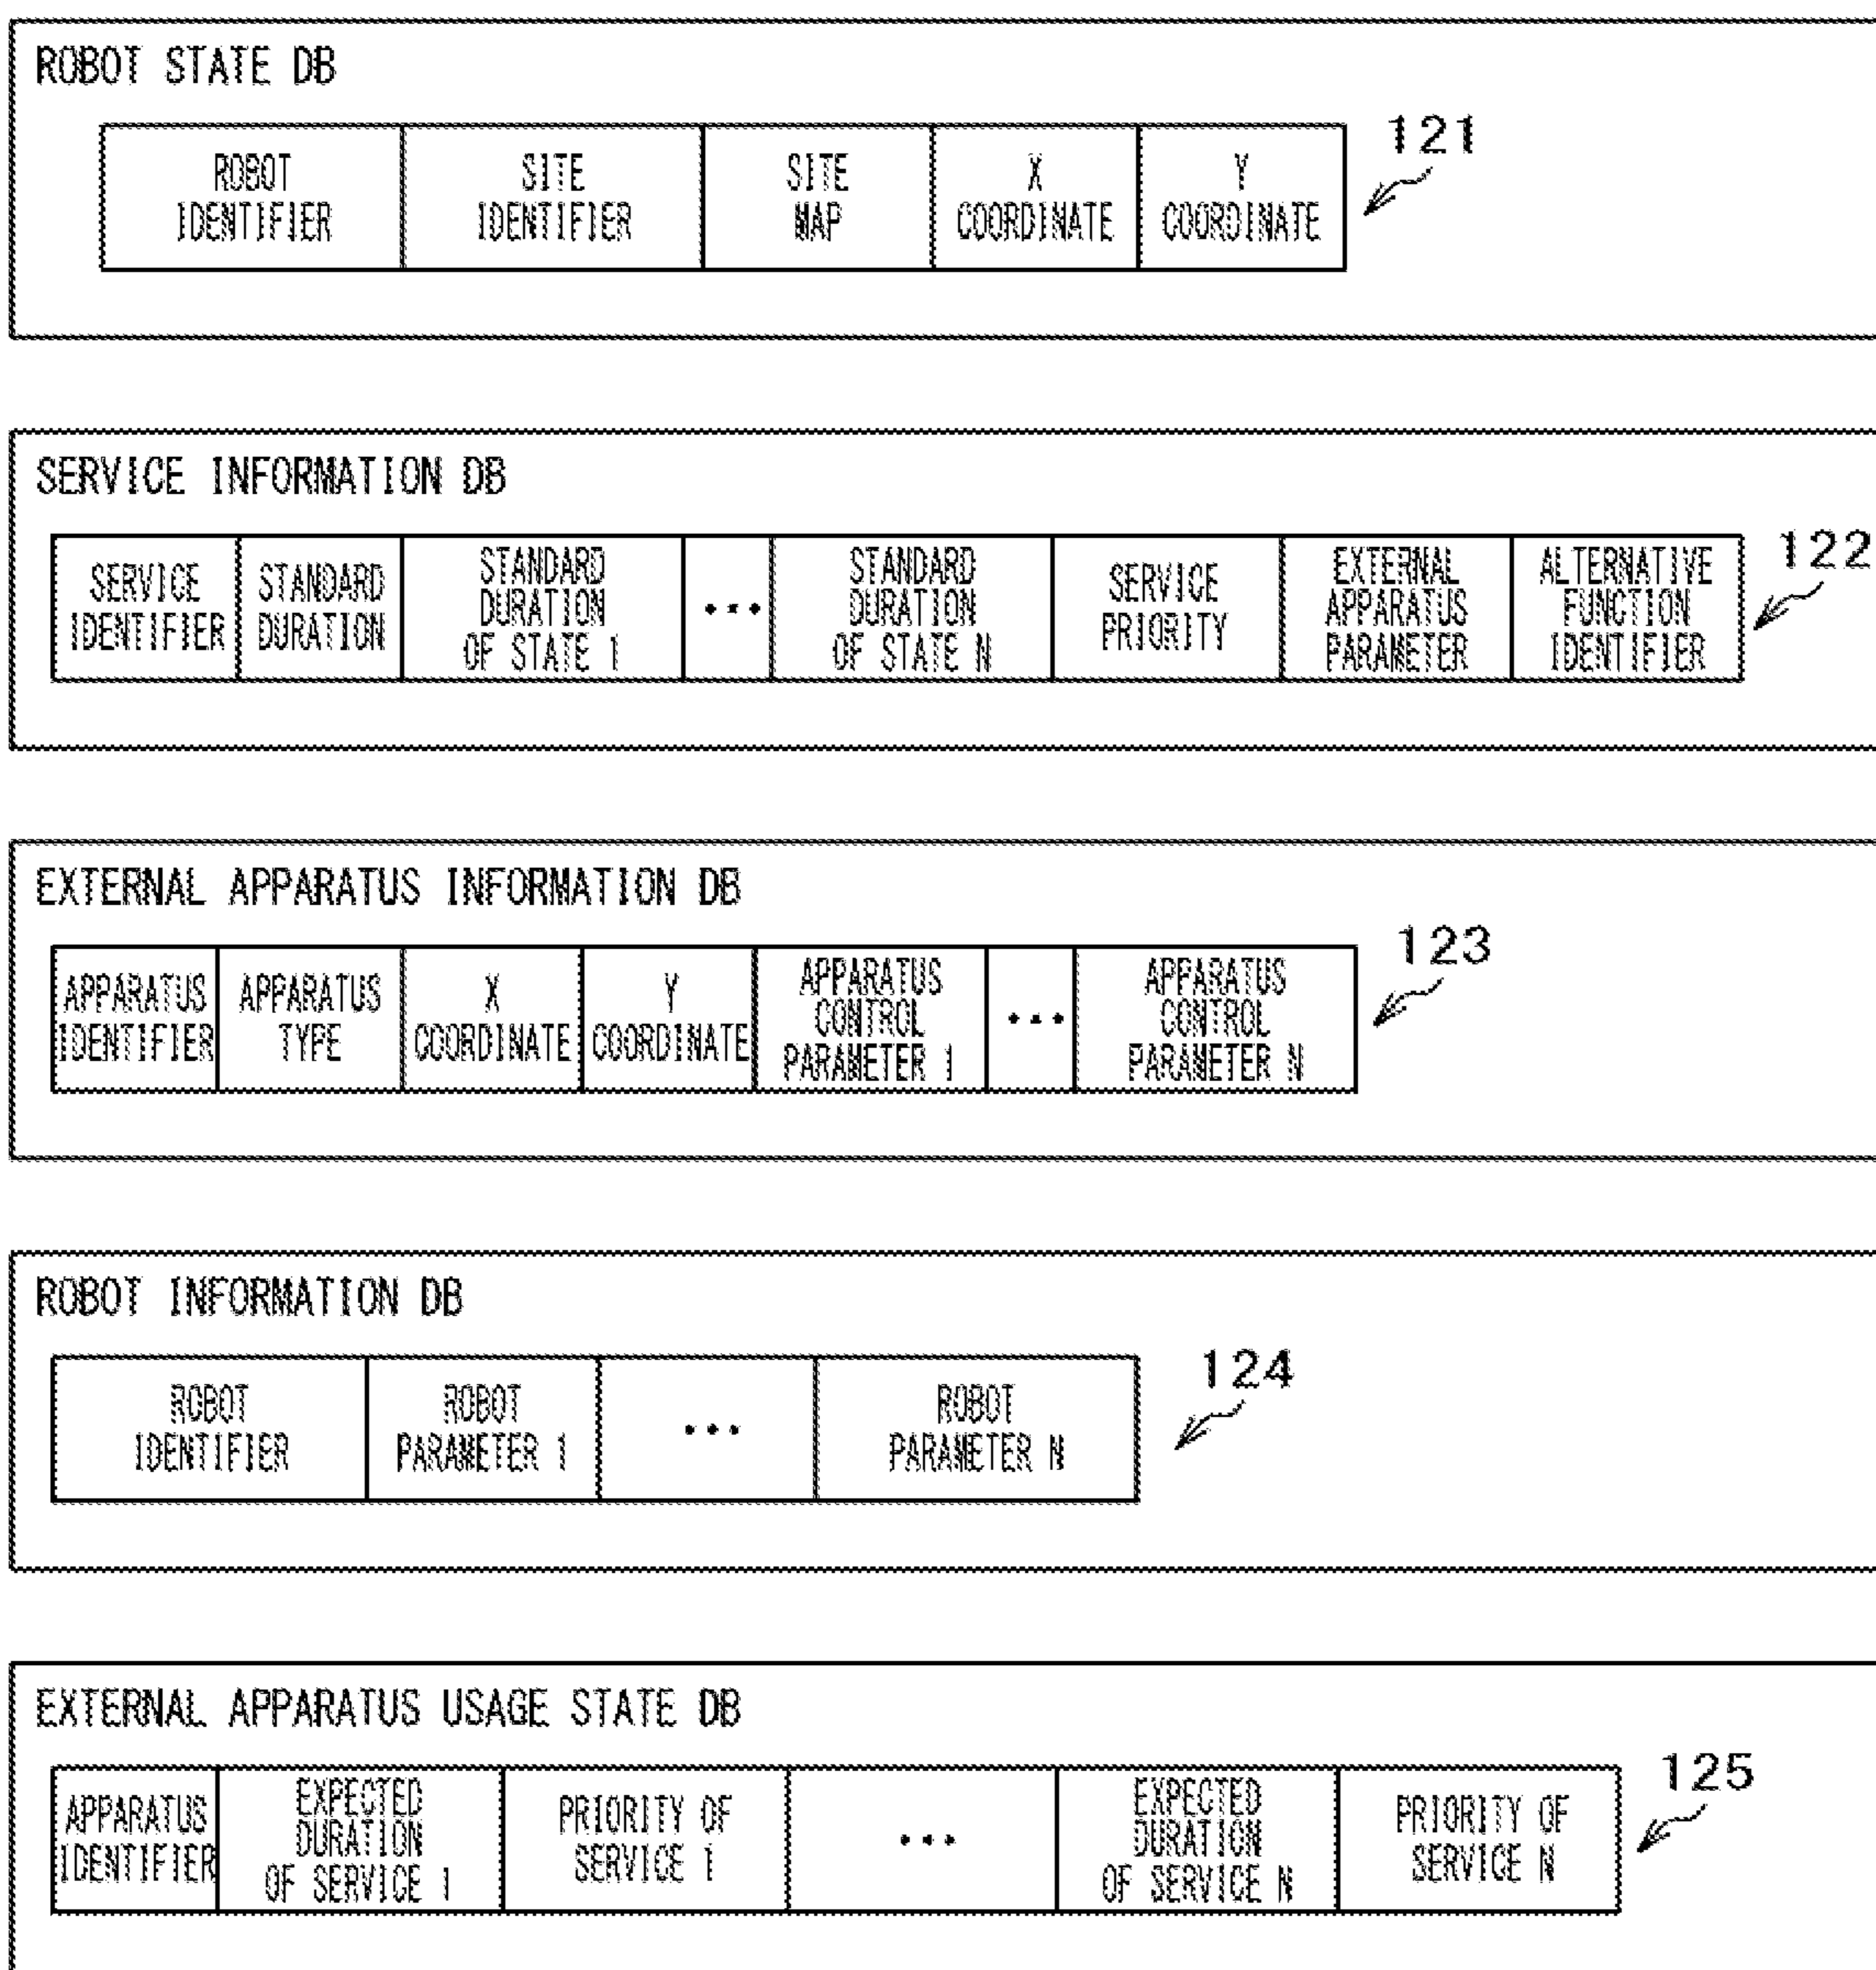 ROBOT STATE DB
ROBOT
IDENTIFIER
SITE
IDENTIFIER
SITE
MAP
X
COORDINATE
Y
COORDINATE
121
SERVICE INFORMATION DB
SERVICE
IDENTIFIER
STANDARD
DURATION
STANDARD
DURATION
OF STATE 1
...
STANDARD
DURATION
OF STATE N
SERVICE
PRIORITY
EXTERNAL
APPARATUS
PARAMETER
ALTERNATIVE
FUNCTION
IDENTIFIER
122
EXTERNAL APPARATUS INFORMATION DB
APPARATUS
IDENTIFIER
APPARATUS
TYPE
X
COORDINATE
Y
COORDINATE
APPARATUS
CONTROL
PARAMETER 1
...
APPARATUS
CONTROL
PARAMETER N
123
ROBOT INFORMATION DB
ROBOT
IDENTIFIER
ROBOT
PARAMETER 1
...
ROBOT
PARAMETER N
124
EXTERNAL APPARATUS USAGE STATE DB
APPARATUS
IDENTIFIER
EXPECTED
DURATION
OF SERVICE 1
PRIORITY OF
SERVICE 1
...
EXPECTED
DURATION
OF SERVICE N
PRIORITY OF
SERVICE N
125